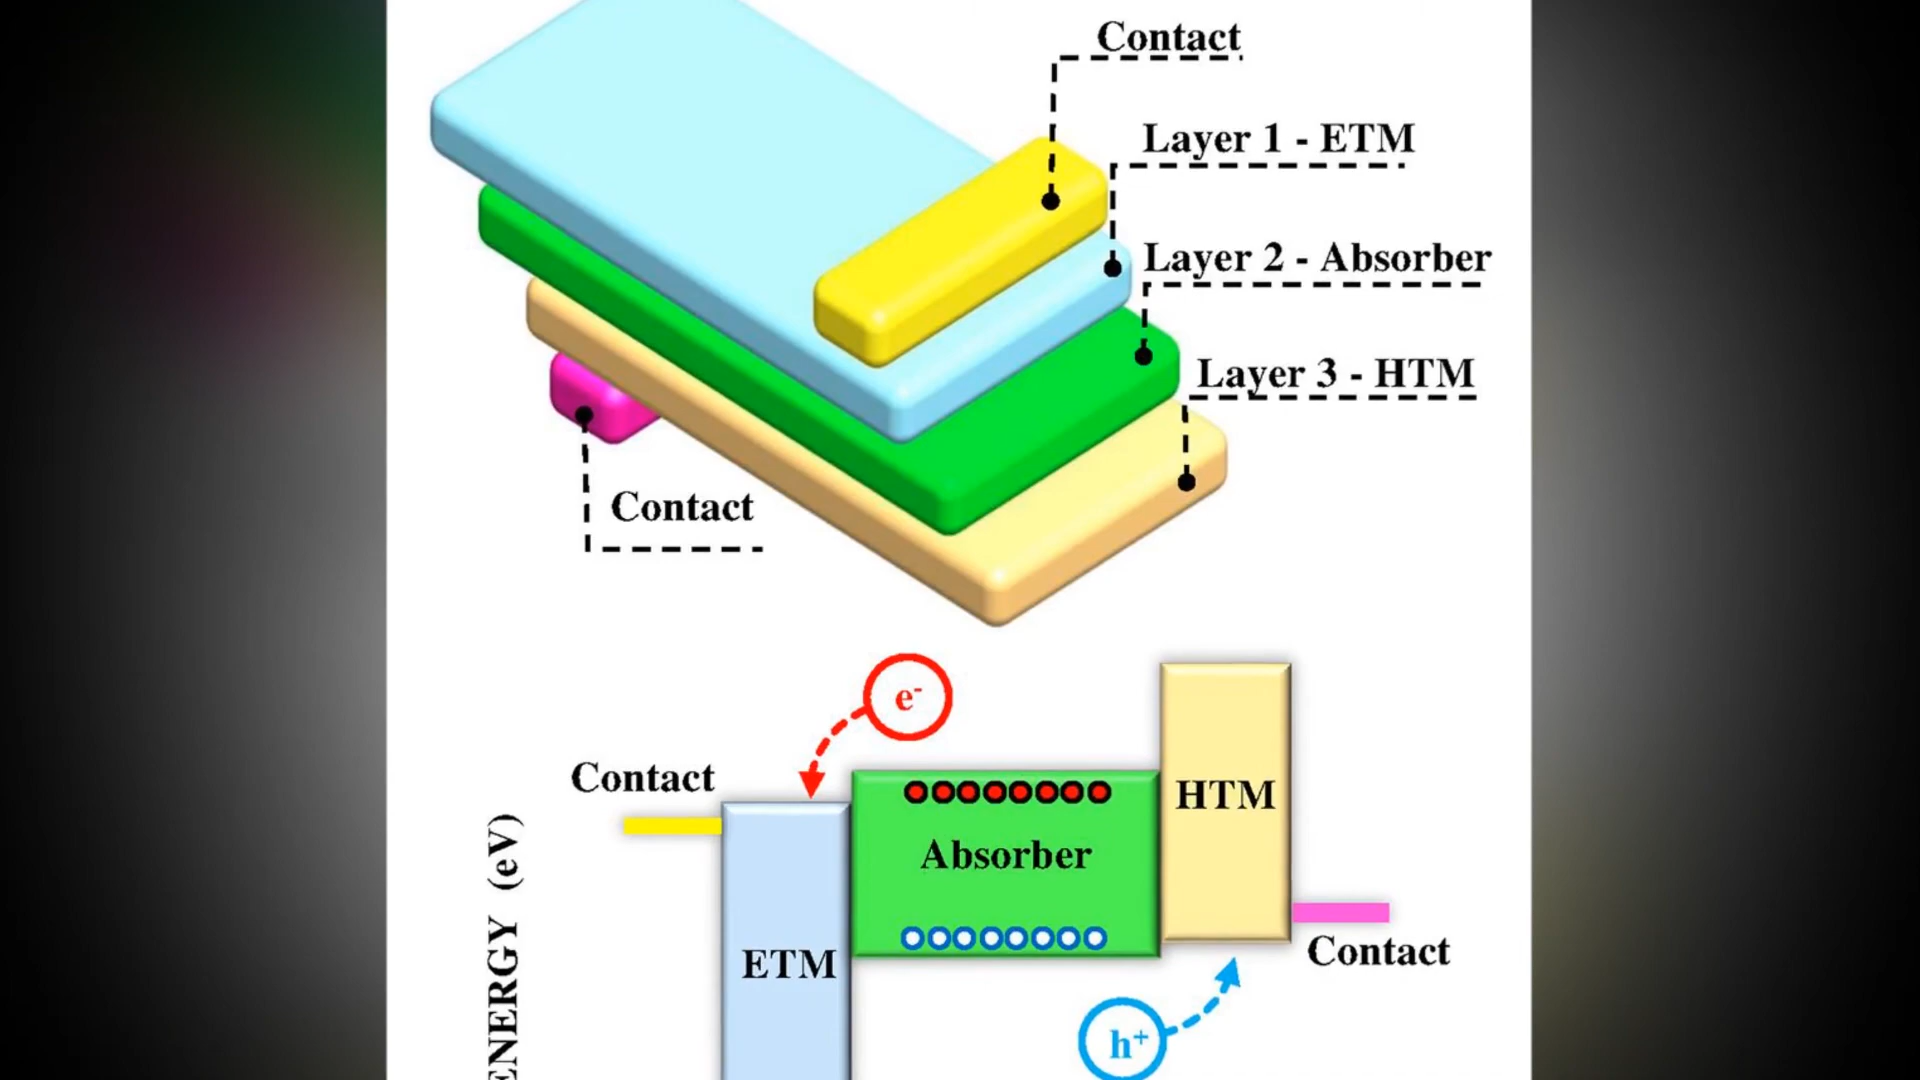 Contact
Layer 1 - ETM
Layer 2 - Absorber
Layer 3 - HTM
Contact
e-
Contact
HTM
Absorber
ETM
Contact
ENERGY (eV)
h+